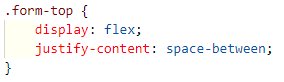 .form-top {
    display: flex;
    justify-content: space-between;
}